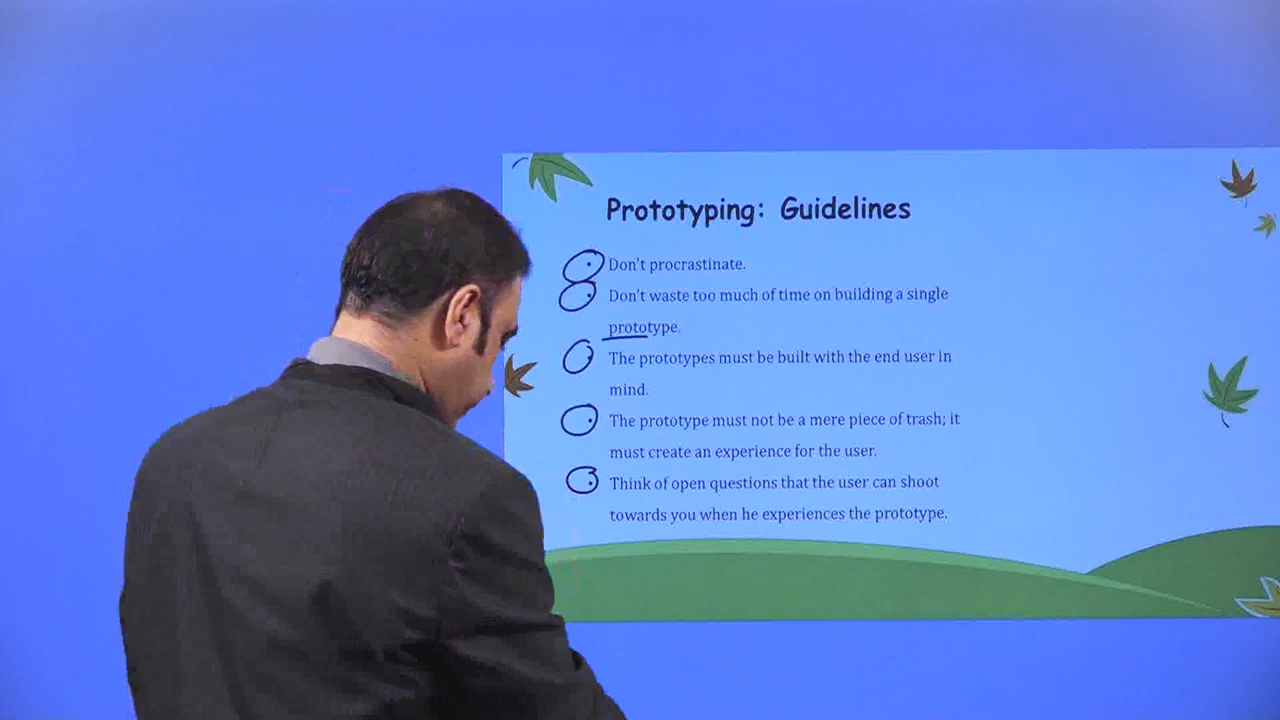 Prototyping: Guidelines
Don't procrastinate.
Don't waste too much of time on building a single
prototype.
The prototypes must be built with the end user in
mind.
The prototype must not be a mere piece of trash; it
must create an experience for the user.
Think of open questions that the user can shoot
towards you when he experiences the prototype.